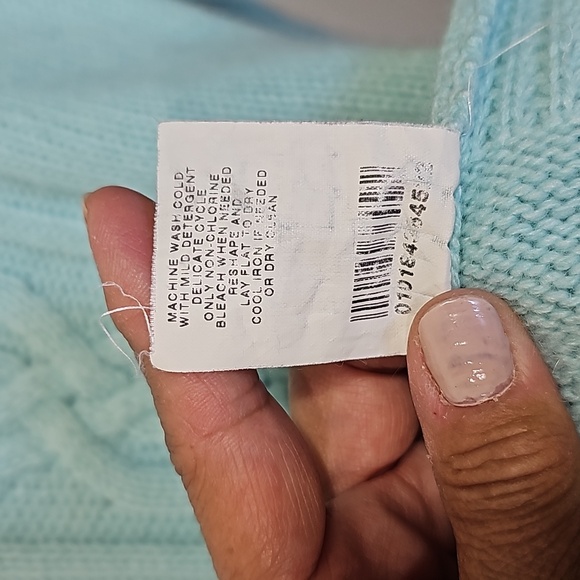 MACHINE WASH COLD
WITH MILD DETERGENT
DELICATE CYCLE
ONLY NON-CHLORINE
BLEACH WHEN NEEDED
RESHAPE AND
LAY FLAT TO DRY
COOL IRON IF NEEDED
OR DRY CLEAN